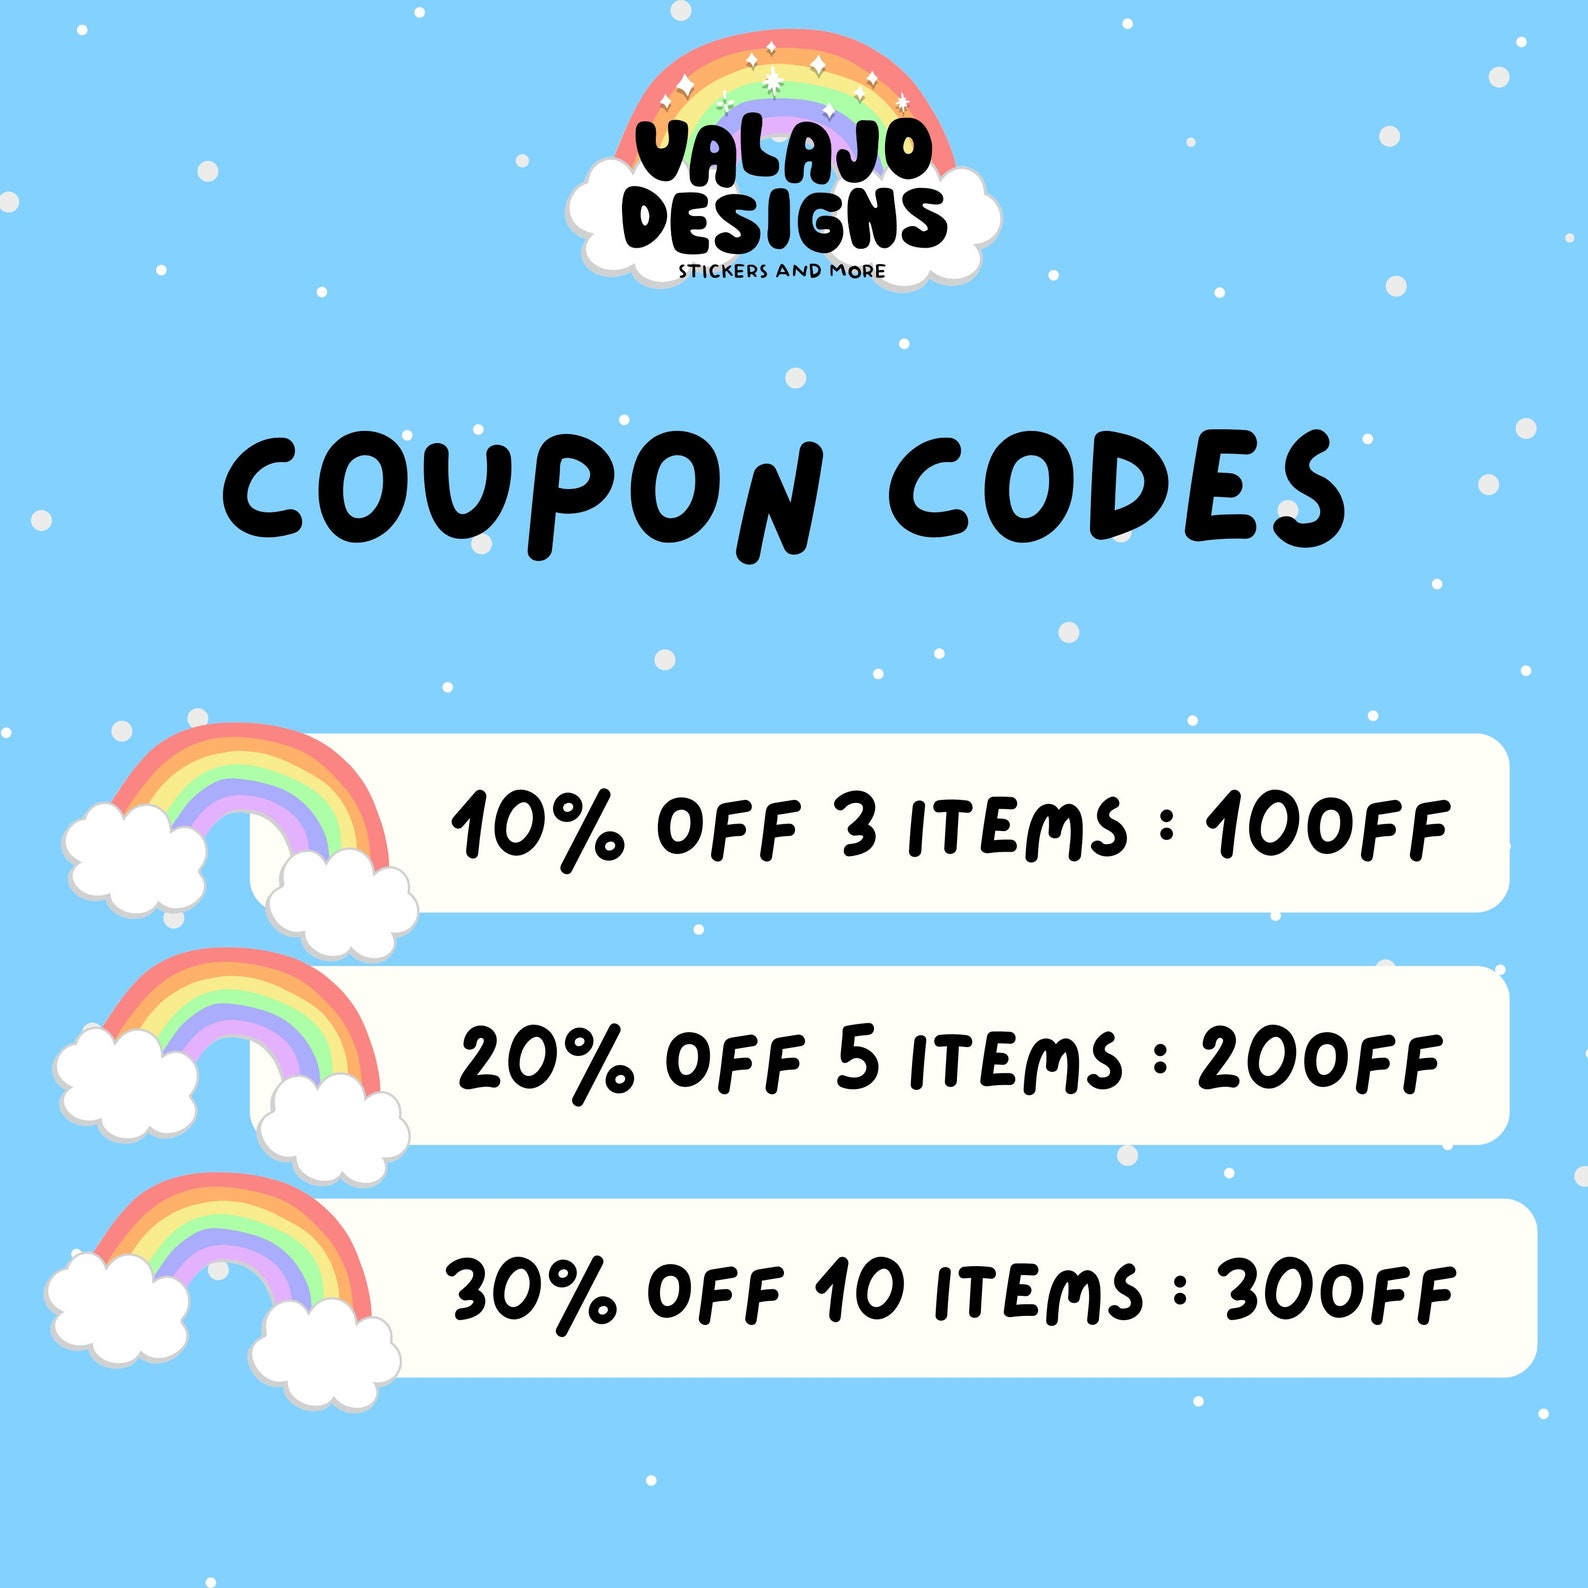 VALAJO
DESIGNS
STICKERS AND MORE
COUPON CODES
10% OFF 3 ITEMS : 10OFF
20% OFF 5 ITEMS : 20OFF
30% OFF 10 ITEMS : 30OFF